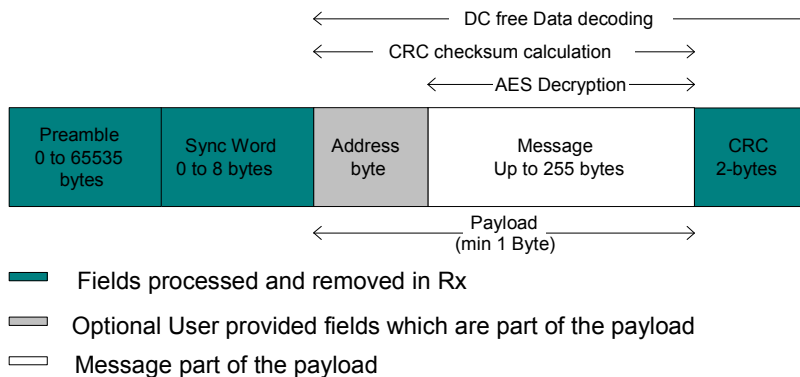 DC free Data decoding
CRC checksum calculation
AES Decryption
Preamble
0 to 65535
bytes
Sync Word
0 to 8 bytes
Address
byte
Message
Up to 255 bytes
CRC
2-bytes
Payload
(min 1 Byte)
Fields processed and removed in Rx
Optional User provided fields which are part of the payload
Message part of the payload